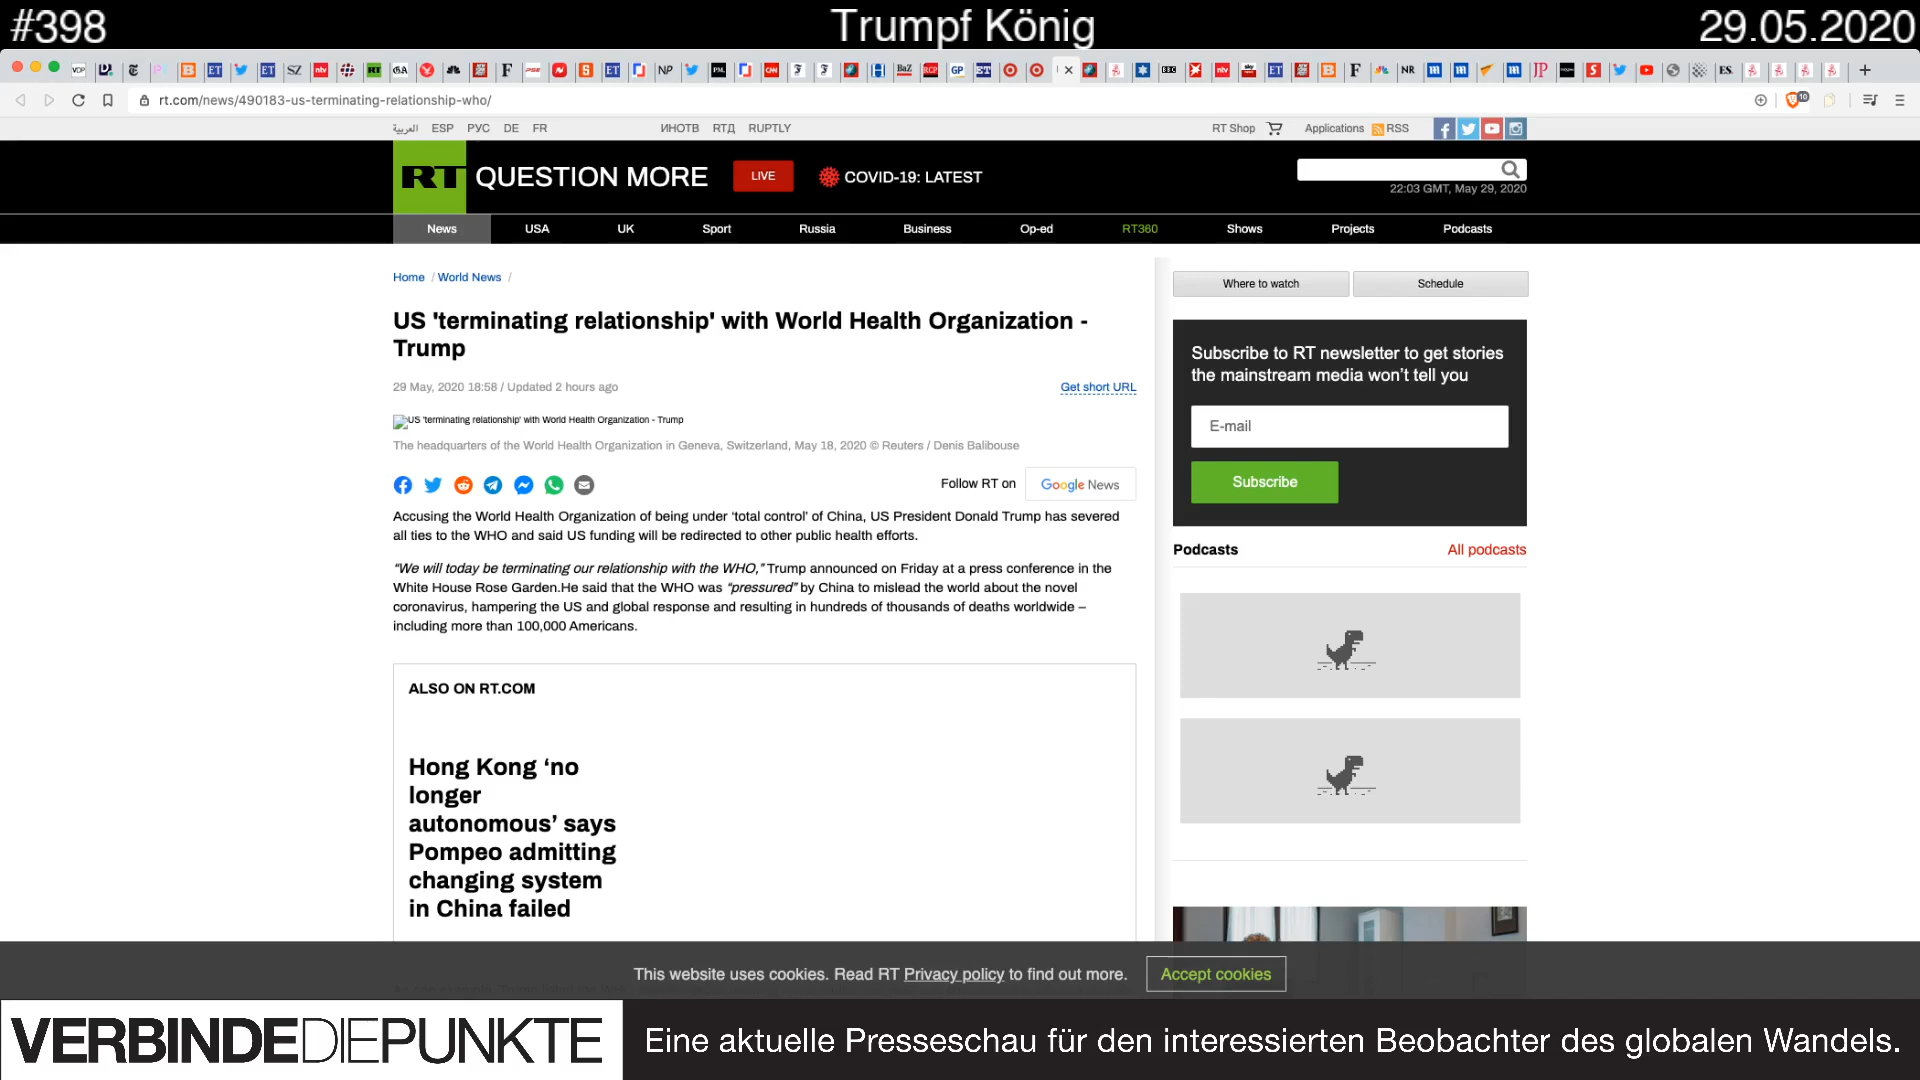 #398
Trumpf König
29.05.2020
rt.com/news/490183-us-terminating-relationship-who/
العربية ESP РУС DE FR
ИНОТВ РТД RUPTLY
RT Shop
Applications RSS
RT QUESTION MORE
LIVE
COVID-19: LATEST
22:03 GMT, May 29, 2020
News USA UK Sport Russia Business Op-ed RT360 Shows Projects Podcasts
Home / World News /
US 'terminating relationship' with World Health Organization -
Trump
29 May, 2020 18:58 / Updated 2 hours ago
Get short URL
US 'terminating relationship' with World Health Organization - Trump
The headquarters of the World Health Organization in Geneva, Switzerland, May 18, 2020 © Reuters / Denis Balibouse
Follow RT on Google News
Accusing the World Health Organization of being under ‘total control’ of China, US President Donald Trump has severed
all ties to the WHO and said US funding will be redirected to other public health efforts.
“We will today be terminating our relationship with the WHO,” Trump announced on Friday at a press conference in the
White House Rose Garden.He said that the WHO was “pressured” by China to mislead the world about the novel
coronavirus, hampering the US and global response and resulting in hundreds of thousands of deaths worldwide –
including more than 100,000 Americans.
ALSO ON RT.COM
Hong Kong ‘no
longer
autonomous’ says
Pompeo admitting
changing system
in China failed
Where to watch
Schedule
Subscribe to RT newsletter to get stories
the mainstream media won’t tell you
E-mail
Subscribe
Podcasts
All podcasts
This website uses cookies. Read RT Privacy policy to find out more.
Accept cookies
VERBINDEDIEPUNKTE
Eine aktuelle Presseschau für den interessierten Beobachter des globalen Wandels.